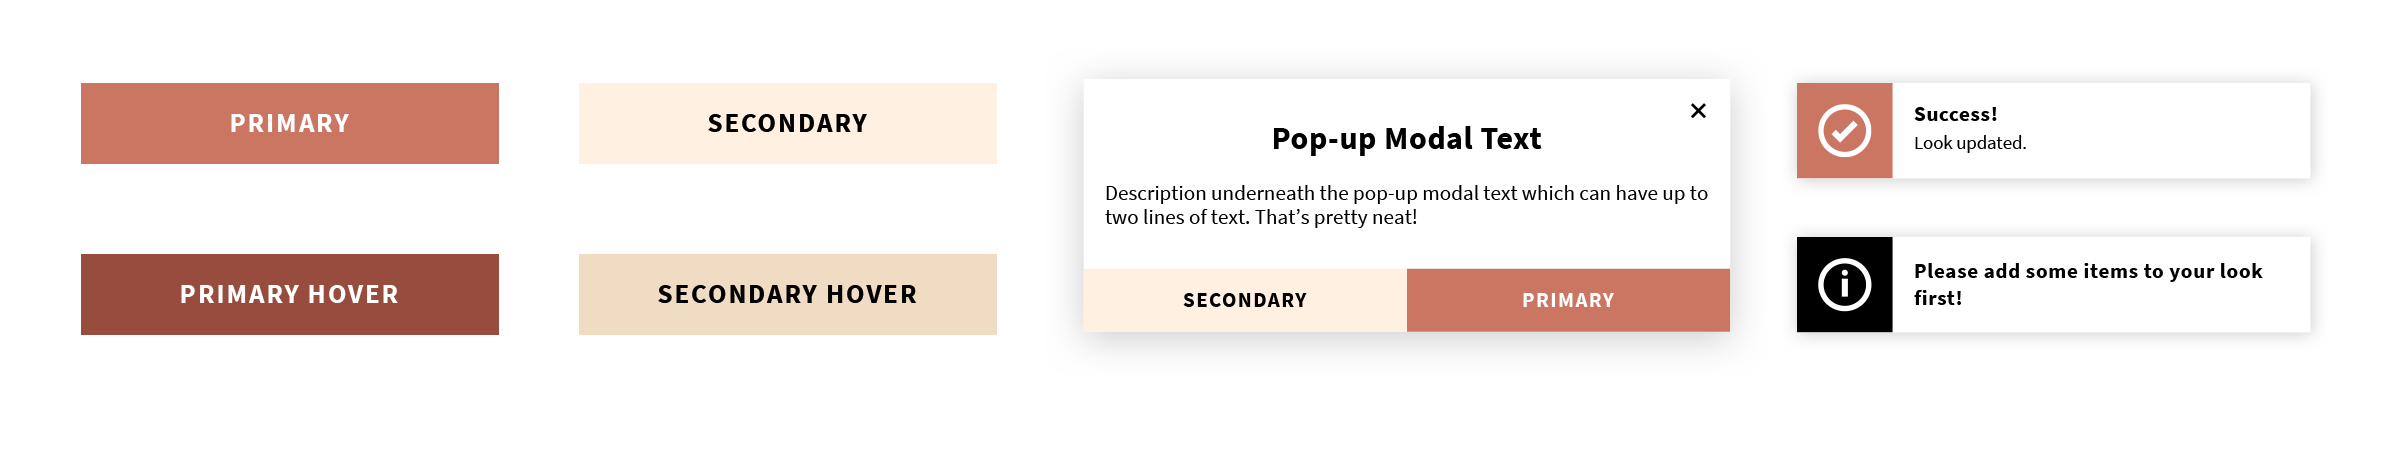 PRIMARY
SECONDARY
PRIMARY HOVER
SECONDARY HOVER
Pop-up Modal Text
Description underneath the pop-up modal text which can have up to
two lines of text. That’s pretty neat!
SECONDARY
PRIMARY
Success!
Look updated.
Please add some items to your look
first!